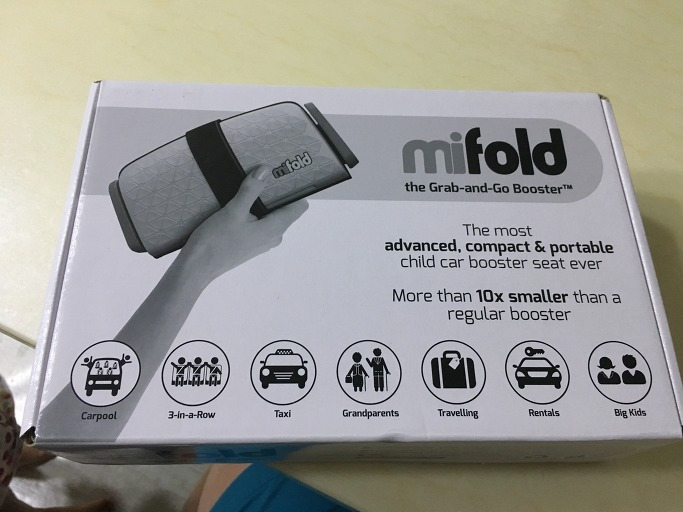 mifold
mifold
the Grab-and-Go Booster™
The most
advanced, compact & portable
child car booster seat ever
More than 10x smaller than a
regular booster
Carpool
3-in-a-Row
Taxi
Grandparents
Travelling
Rentals
Big Kids
mifold